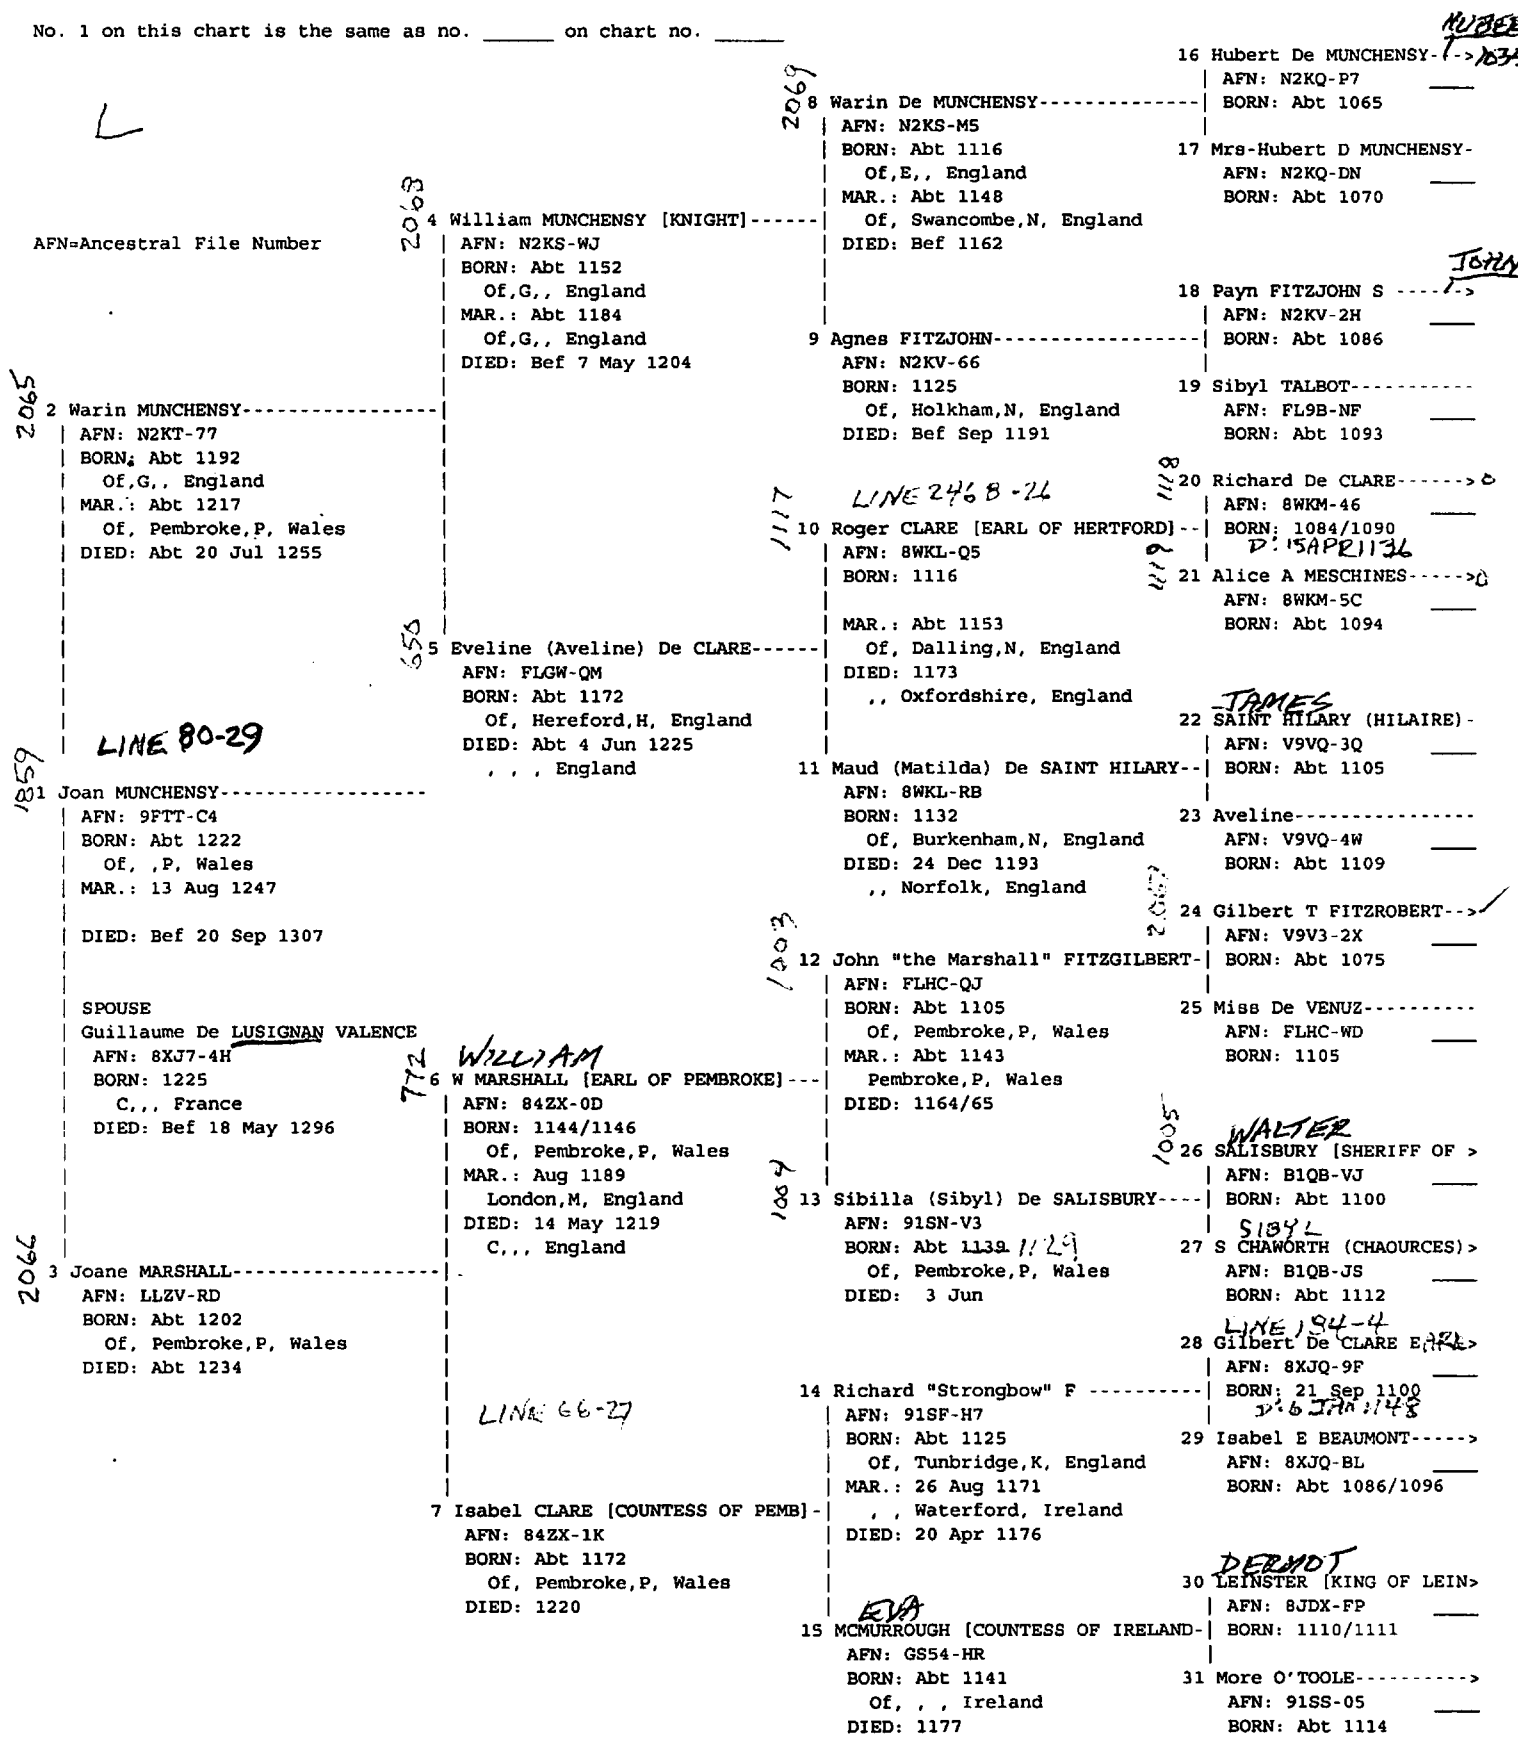 No. 1 on this chart is the same as no. ______ on chart no. ______
L
AFN=Ancestral File Number
1859
LINE 80-29
1 Joan MUNCHENSY-----------------
AFN: 9FTT-C4
BORN: Abt 1222
Of, ,P, Wales
MAR.: 13 Aug 1247
DIED: Bef 20 Sep 1307
SPOUSE
Guillaume De LUSIGNAN VALENCE
AFN: 8XJ7-4H
BORN: 1225
C,,, France
DIED: Bef 18 May 1296
2065
2 Warin MUNCHENSY----------------
AFN: N2KT-77
BORN: Abt 1192
Of,G,, England
MAR.: Abt 1217
Of, Pembroke,P, Wales
DIED: Abt 20 Jul 1255
2066
3 Joane MARSHALL-----------------
AFN: LLZV-RD
BORN: Abt 1202
Of, Pembroke,P, Wales
DIED: Abt 1234
2063
4 William MUNCHENSY [KNIGHT]------
AFN: N2KS-WJ
BORN: Abt 1152
Of,G,, England
MAR.: Abt 1184
Of,G,, England
DIED: Bef 7 May 1204
650
5 Eveline (Aveline) De CLARE------
AFN: FLGW-QM
BORN: Abt 1172
Of, Hereford,H, England
DIED: Abt 4 Jun 1225
, , , England
772
WILLIAM
6 W MARSHALL [EARL OF PEMBROKE]---
AFN: 84ZX-0D
BORN: 1144/1146
Of, Pembroke,P, Wales
MAR.: Aug 1189
London,M, England
DIED: 14 May 1219
C,,, England
LINE 66-27
7 Isabel CLARE [COUNTESS OF PEMB]-
AFN: 84ZX-1K
BORN: Abt 1172
Of, Pembroke,P, Wales
DIED: 1220
2069
8 Warin De MUNCHENSY--------------
AFN: N2KS-M5
BORN: Abt 1116
Of,E,, England
MAR.: Abt 1148
Of, Swancombe,N, England
DIED: Bef 1162
9 Agnes FITZJOHN-----------------
AFN: N2KV-66
BORN: 1125
Of, Holkham,N, England
DIED: Bef Sep 1191
1117
LINE 246B-26
10 Roger CLARE [EARL OF HERTFORD]--
AFN: 8WKL-Q5
BORN: 1116
MAR.: Abt 1153
Of, Dalling,N, England
DIED: 1173
,, Oxfordshire, England
11 Maud (Matilda) De SAINT HILARY--
AFN: 8WKL-RB
BORN: 1132
Of, Burkenham,N, England
DIED: 24 Dec 1193
,, Norfolk, England
1003
12 John "the Marshall" FITZGILBERT-
AFN: FLHC-QJ
BORN: Abt 1105
Of, Pembroke,P, Wales
MAR.: Abt 1143
Pembroke,P, Wales
DIED: 1164/65
1004
13 Sibilla (Sibyl) De SALISBURY----
AFN: 91SN-V3
BORN: Abt 1139 1129
Of, Pembroke,P, Wales
DIED: 3 Jun
14 Richard "Strongbow" F ----------
AFN: 91SF-H7
BORN: Abt 1125
Of, Tunbridge,K, England
MAR.: 26 Aug 1171
, , Waterford, Ireland
DIED: 20 Apr 1176
EVA
15 MCMURROUGH [COUNTESS OF IRELAND-
AFN: GS54-HR
BORN: Abt 1141
Of, , , Ireland
DIED: 1177
16 Hubert De MUNCHENSY--->
AFN: N2KQ-P7
BORN: Abt 1065
17 Mrs-Hubert D MUNCHENSY-
AFN: N2KQ-DN
BORN: Abt 1070
JOHN
18 Payn FITZJOHN S ------>
AFN: N2KV-2H
BORN: Abt 1086
19 Sibyl TALBOT-----------
AFN: FL9B-NF
BORN: Abt 1093
1118
20 Richard De CLARE------>
AFN: 8WKM-46
BORN: 1084/1090
D: 15APR1136
1119
21 Alice A MESCHINES----->
AFN: 8WKM-5C
BORN: Abt 1094
JAMES
22 SAINT HILARY (HILAIRE)-
AFN: V9VQ-3Q
BORN: Abt 1105
23 Aveline----------------
AFN: V9VQ-4W
BORN: Abt 1109
24 Gilbert T FITZROBERT-->
AFN: V9V3-2X
BORN: Abt 1075
25 Miss De VENUZ----------
AFN: FLHC-WD
BORN: 1105
1005
WALTER
26 SALISBURY [SHERIFF OF >
AFN: B1QB-VJ
BORN: Abt 1100
SIBYL
27 S CHAWORTH (CHAOURCES)>
AFN: B1QB-JS
BORN: Abt 1112
LINE 184-4
28 Gilbert De CLARE EARL>
AFN: 8XJQ-9F
BORN: 21 Sep 1100
D: 6 JAN 1148
29 Isabel E BEAUMONT----->
AFN: 8XJQ-BL
BORN: Abt 1086/1096
DERMOT
30 LEINSTER [KING OF LEIN>
AFN: 8JDX-FP
BORN: 1110/1111
31 More O'TOOLE---------->
AFN: 91SS-05
BORN: Abt 1114